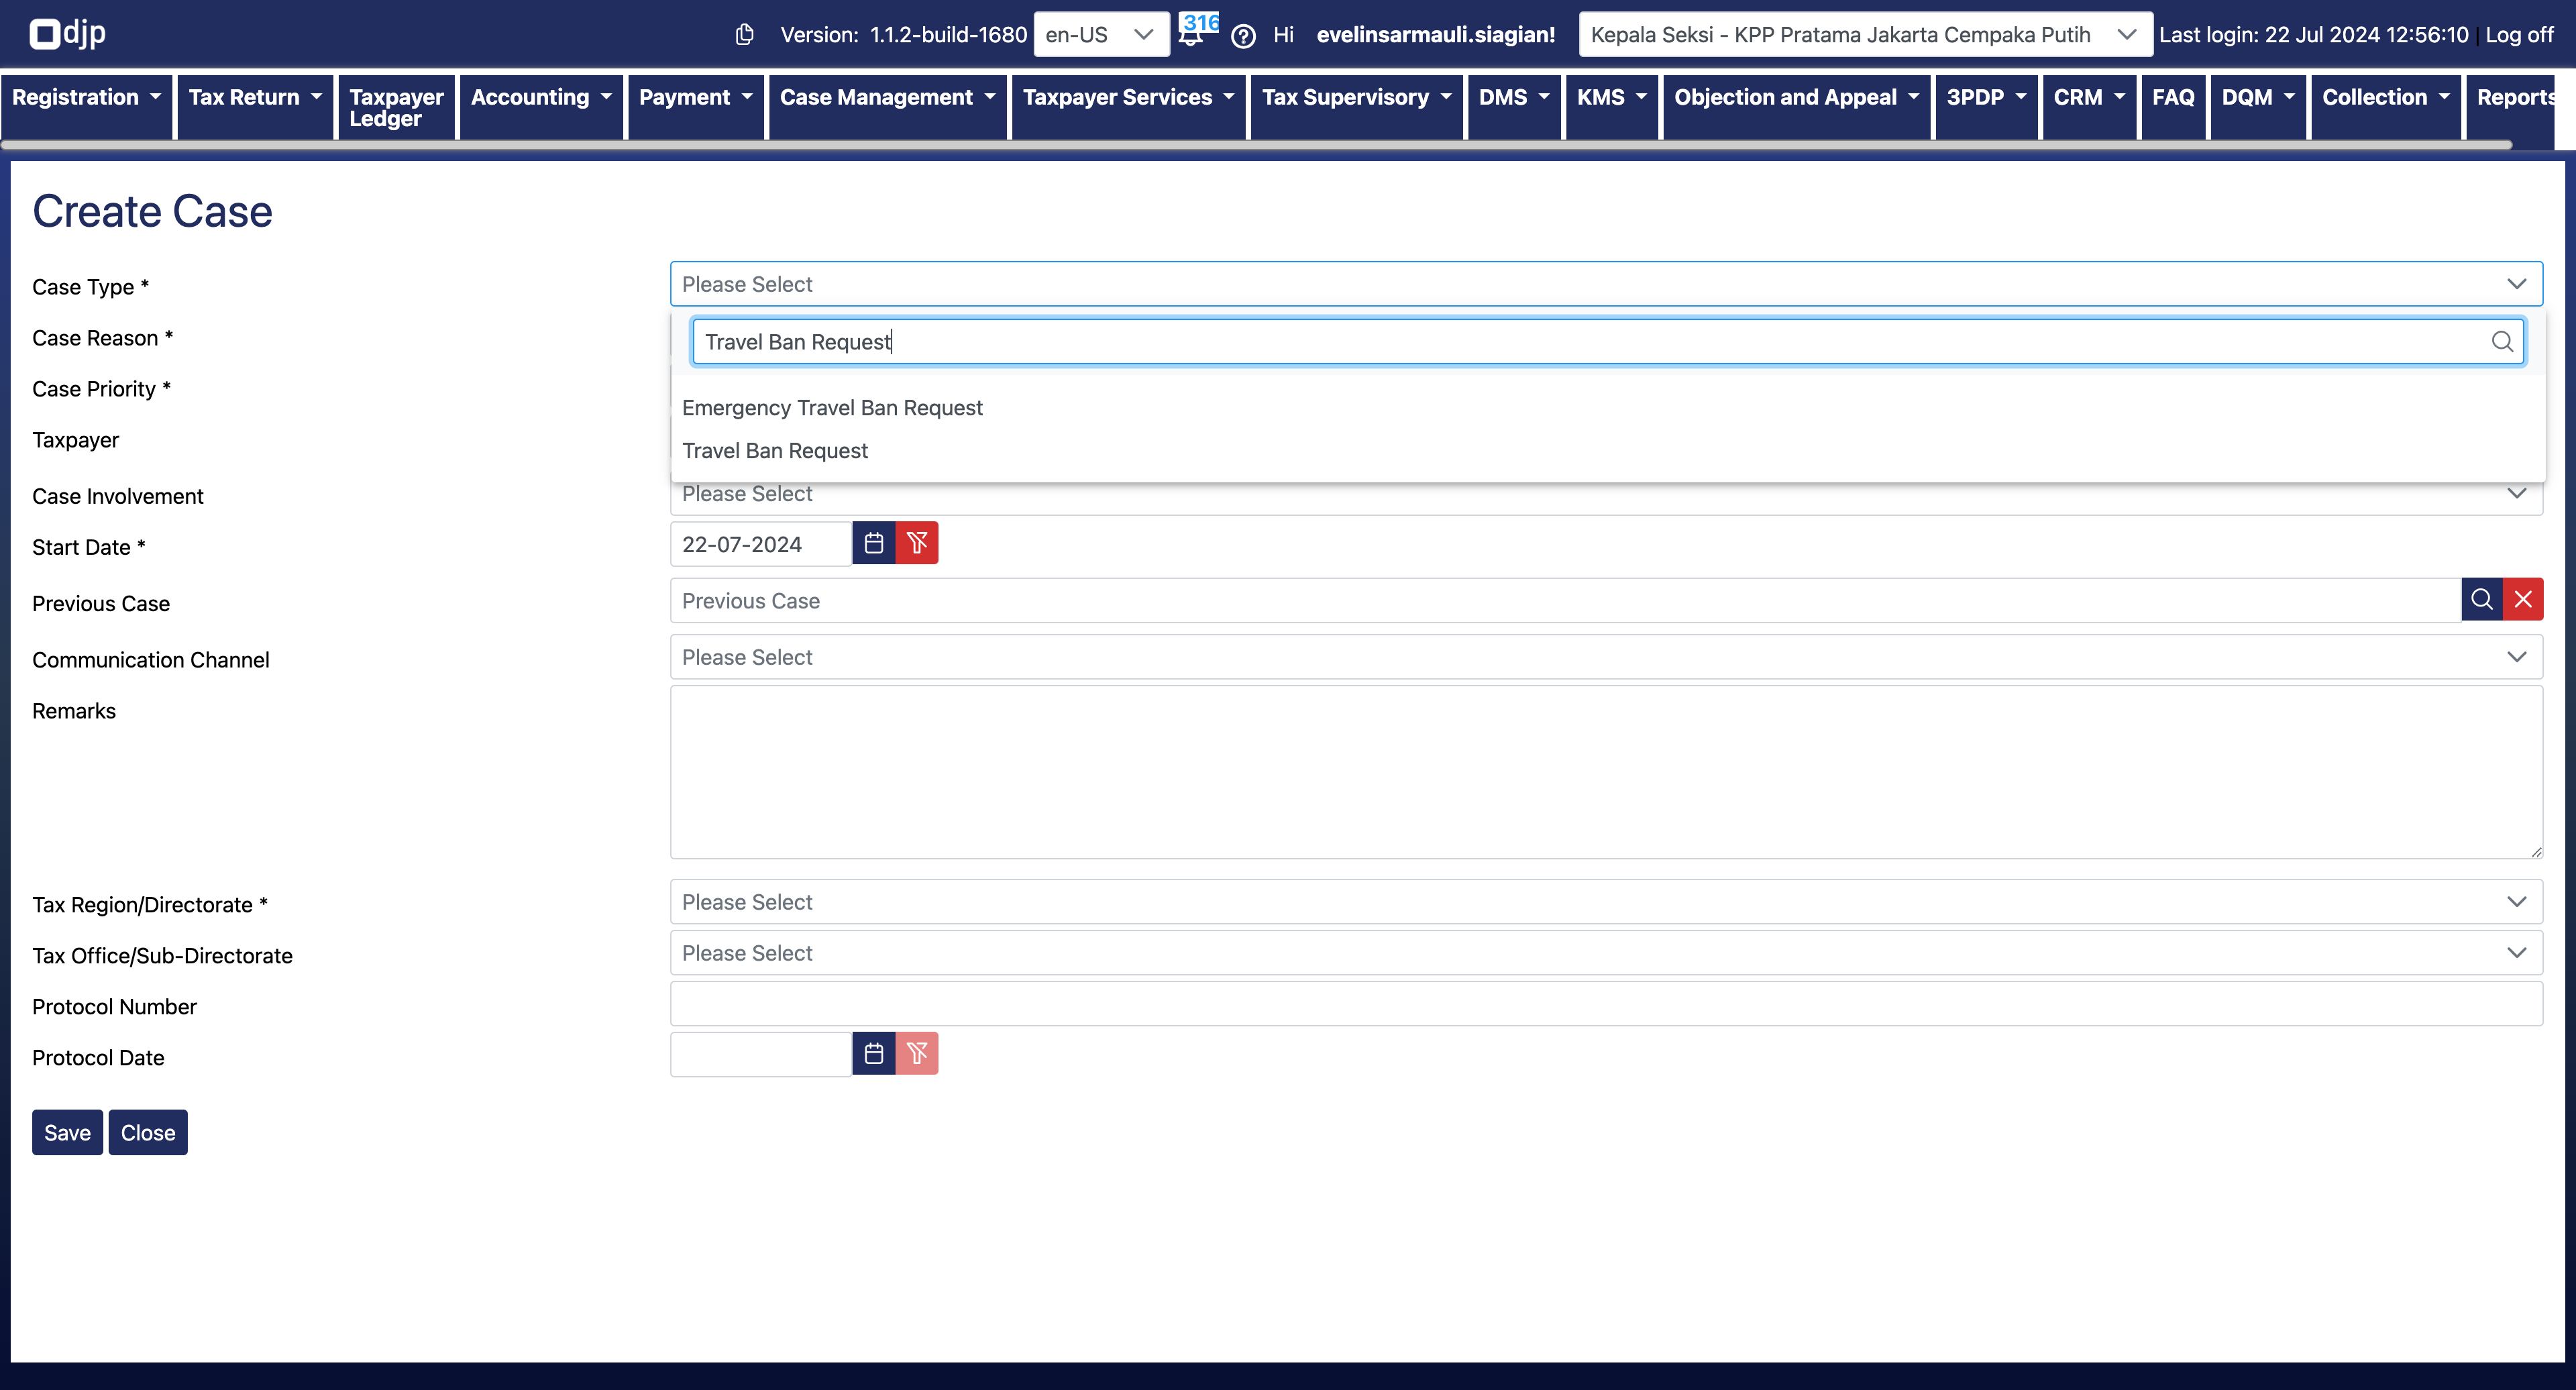 djp
Version: 1.1.2-build-1680 en-US 316 Hi evelinsarmauli.siagian! Kepala Seksi - KPP Pratama Jakarta Cempaka Putih Last login: 22 Jul 2024 12:56:10 | Log off
Registration Tax Return Taxpayer Ledger Accounting Payment Case Management Taxpayer Services Tax Supervisory DMS KMS Objection and Appeal 3PDP CRM FAQ DQM Collection Reports
Create Case
Case Type * Please Select
Travel Ban Request
Case Reason *
Case Priority *
Emergency Travel Ban Request
Taxpayer
Travel Ban Request
Case Involvement Please Select
Start Date * 22-07-2024
Previous Case Previous Case
Communication Channel Please Select
Remarks
Tax Region/Directorate * Please Select
Tax Office/Sub-Directorate Please Select
Protocol Number
Protocol Date
Save Close